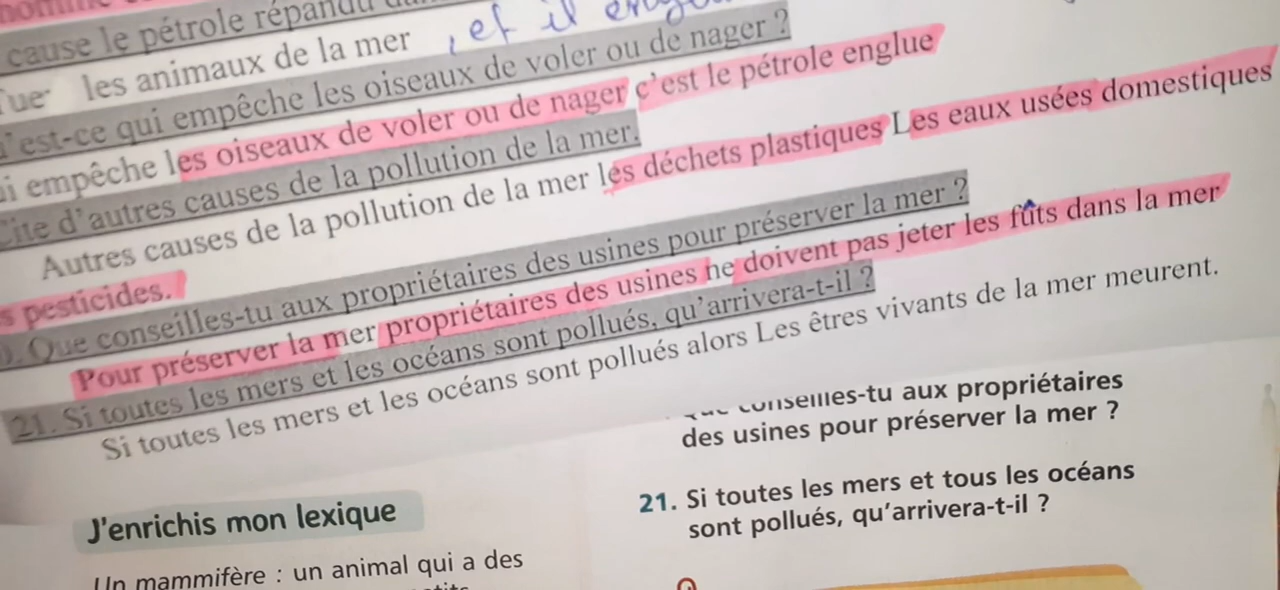 cause le pétrole répandu
les animaux de la mer , et il
est-ce qui empêche les oiseaux de voler ou de nager ?
empêche les oiseaux de voler ou de nager c'est le pétrole englue
Cite d'autres causes de la pollution de la mer.
Autres causes de la pollution de la mer les déchets plastiques Les eaux usées domestiques
pesticides.
Que conseilles-tu aux propriétaires des usines pour préserver la mer ?
Pour préserver la mer propriétaires des usines ne doivent pas jeter les fûts dans la mer
21. Si toutes les mers et les océans sont pollués, qu'arrivera-t-il ?
Si toutes les mers et les océans sont pollués alors Les êtres vivants de la mer meurent.
J'enrichis mon lexique
Un mammifère : un animal qui a des
conseilles-tu aux propriétaires
des usines pour préserver la mer ?
21. Si toutes les mers et tous les océans
sont pollués, qu'arrivera-t-il ?